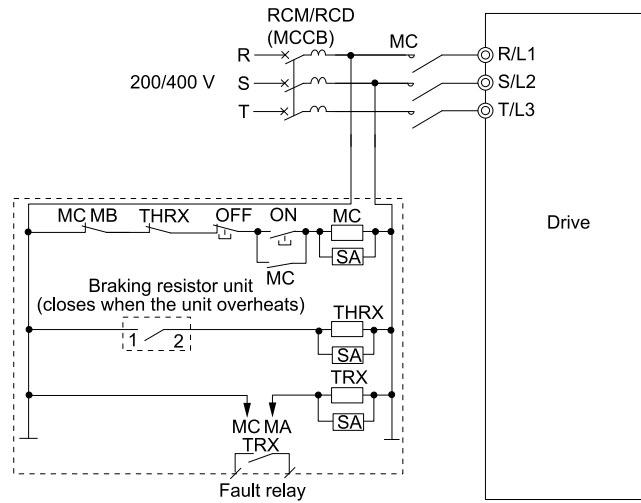 RCM/RCD
(MCCB)
MC
R
R/L1
200/400 V
S
S/L2
T
T/L3
Drive
MC MB
THRX
OFF
ON
MC
SA
MC
Braking resistor unit
(closes when the unit overheats)
THRX
1
2
SA
TRX
SA
MC MA
TRX
Fault relay